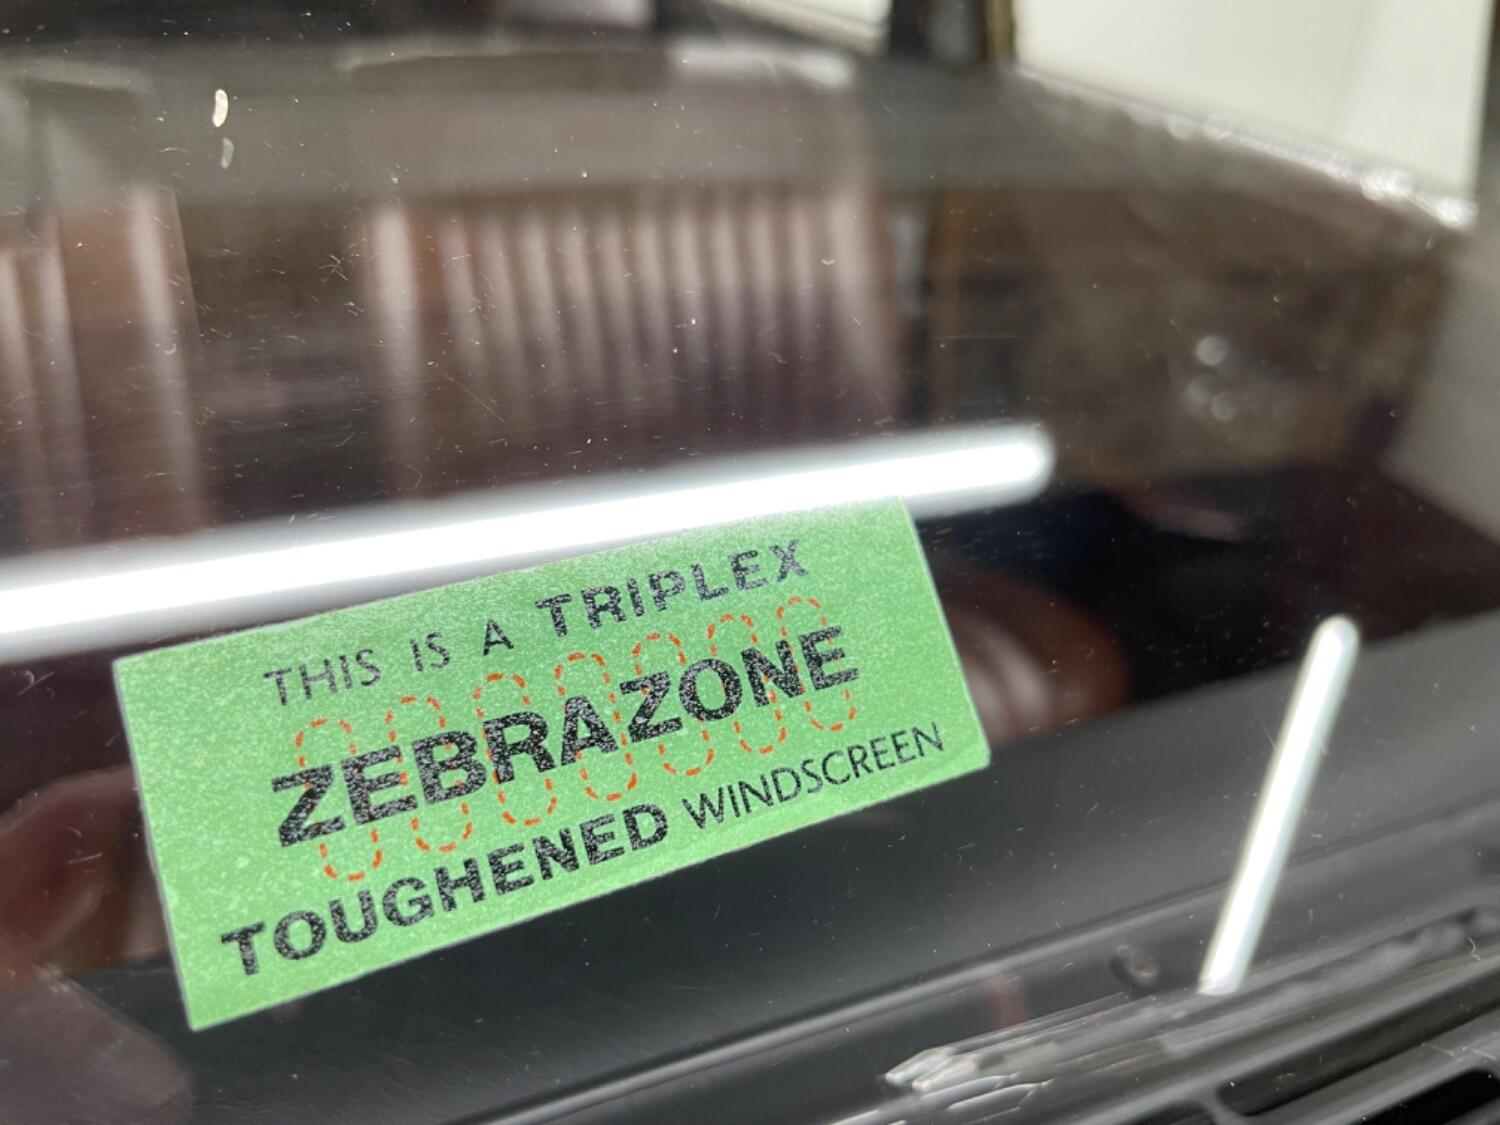 THIS IS A TRIPLEX
ZEBRAZONE
TOUGHENED WINDSCREEN